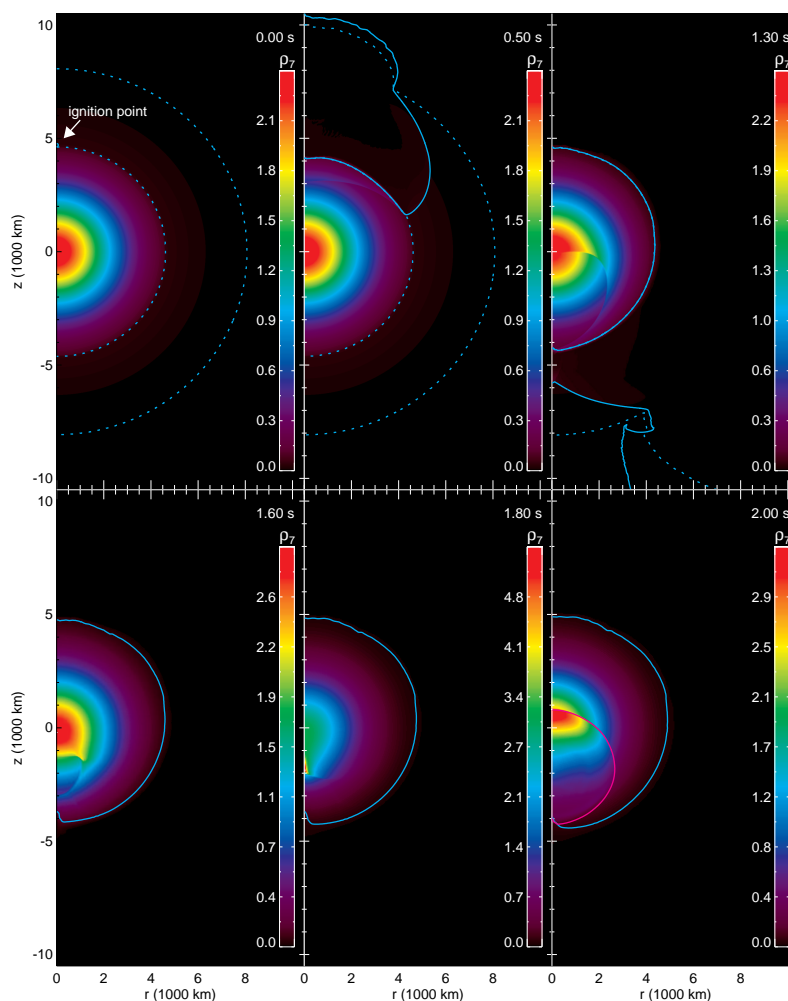 0.00 s
ρ7
2.1
1.8
1.5
1.2
0.9
0.6
0.3
0.0
ignition point
10
5
0
-5
-10
z (1000 km)
0.50 s
ρ7
2.1
1.8
1.5
1.2
0.9
0.6
0.3
0.0
1.30 s
ρ7
2.1
1.8
1.5
1.3
1.0
0.7
0.3
0.0
1.60 s
ρ7
2.6
2.2
1.9
1.5
1.1
0.7
0.4
0.0
10
5
0
-5
-10
z (1000 km)
0 2 4 6 8
r (1000 km)
1.80 s
ρ7
4.8
4.1
3.4
2.7
2.1
1.4
0.7
0.0
0 2 4 6 8
r (1000 km)
2.00 s
ρ7
2.9
2.5
2.1
1.7
1.2
0.8
0.4
0.0
0 2 4 6 8
r (1000 km)